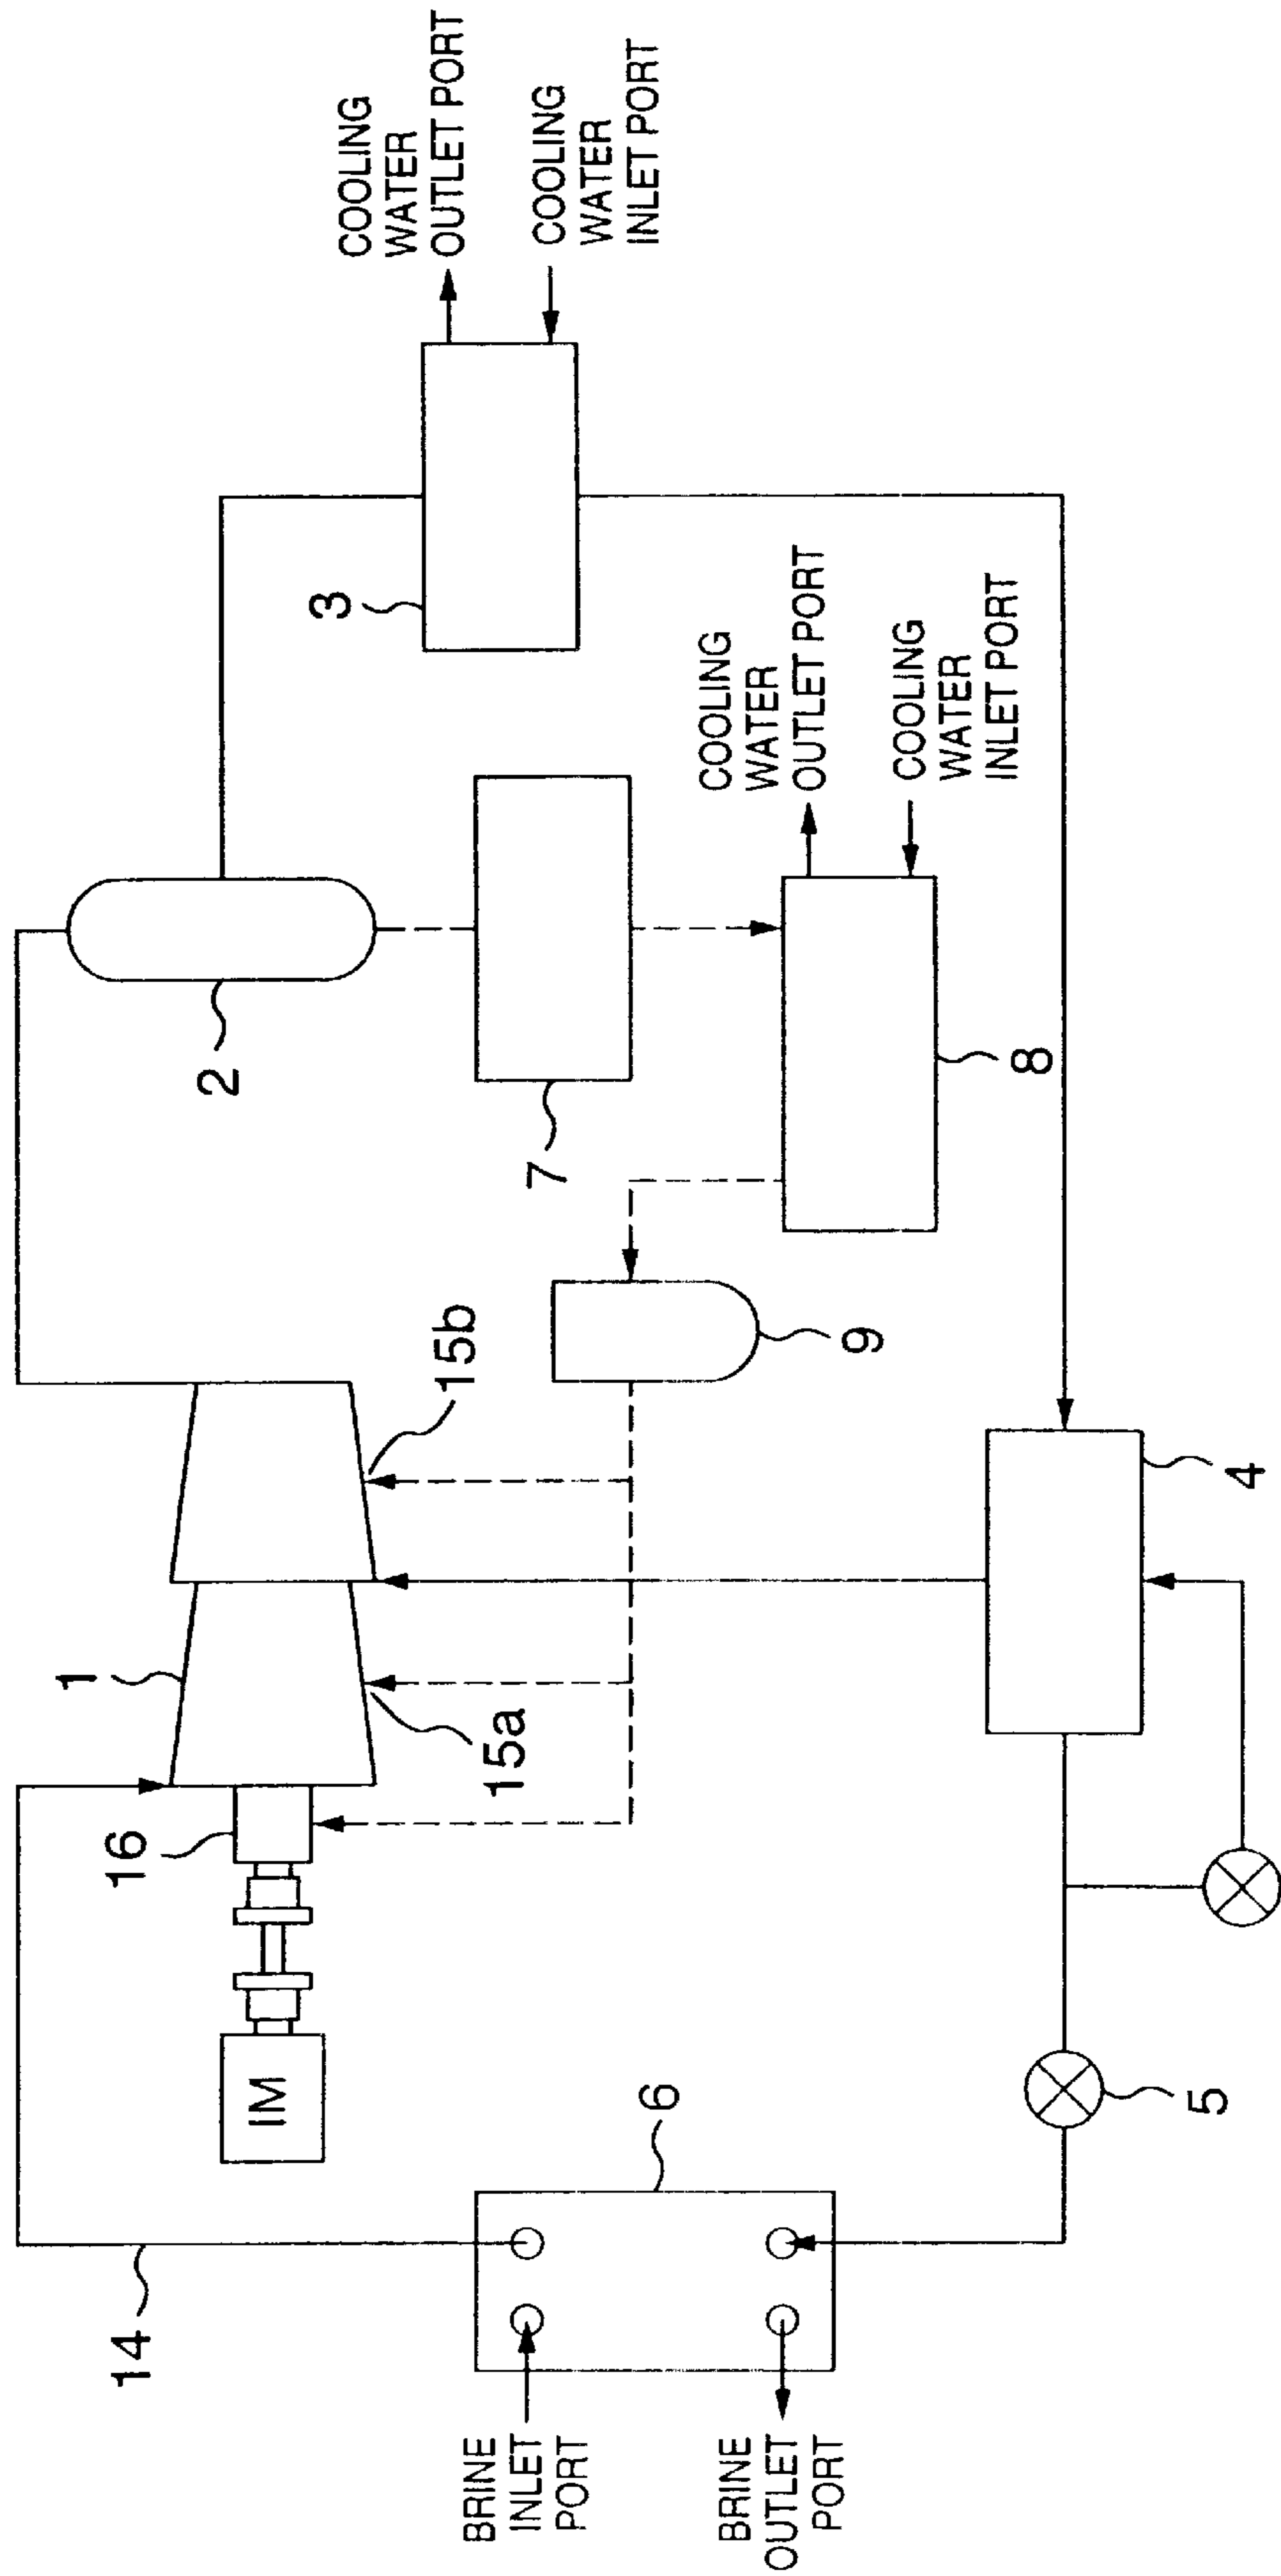 COOLING
WATER
OUTLET PORT
COOLING
WATER
INLET PORT
3
COOLING
WATER
OUTLET PORT
COOLING
WATER
INLET PORT
2
7
8
9
15b
4
1
15a
16
IM
6
5
14
BRINE
INLET
PORT
BRINE
OUTLET
PORT